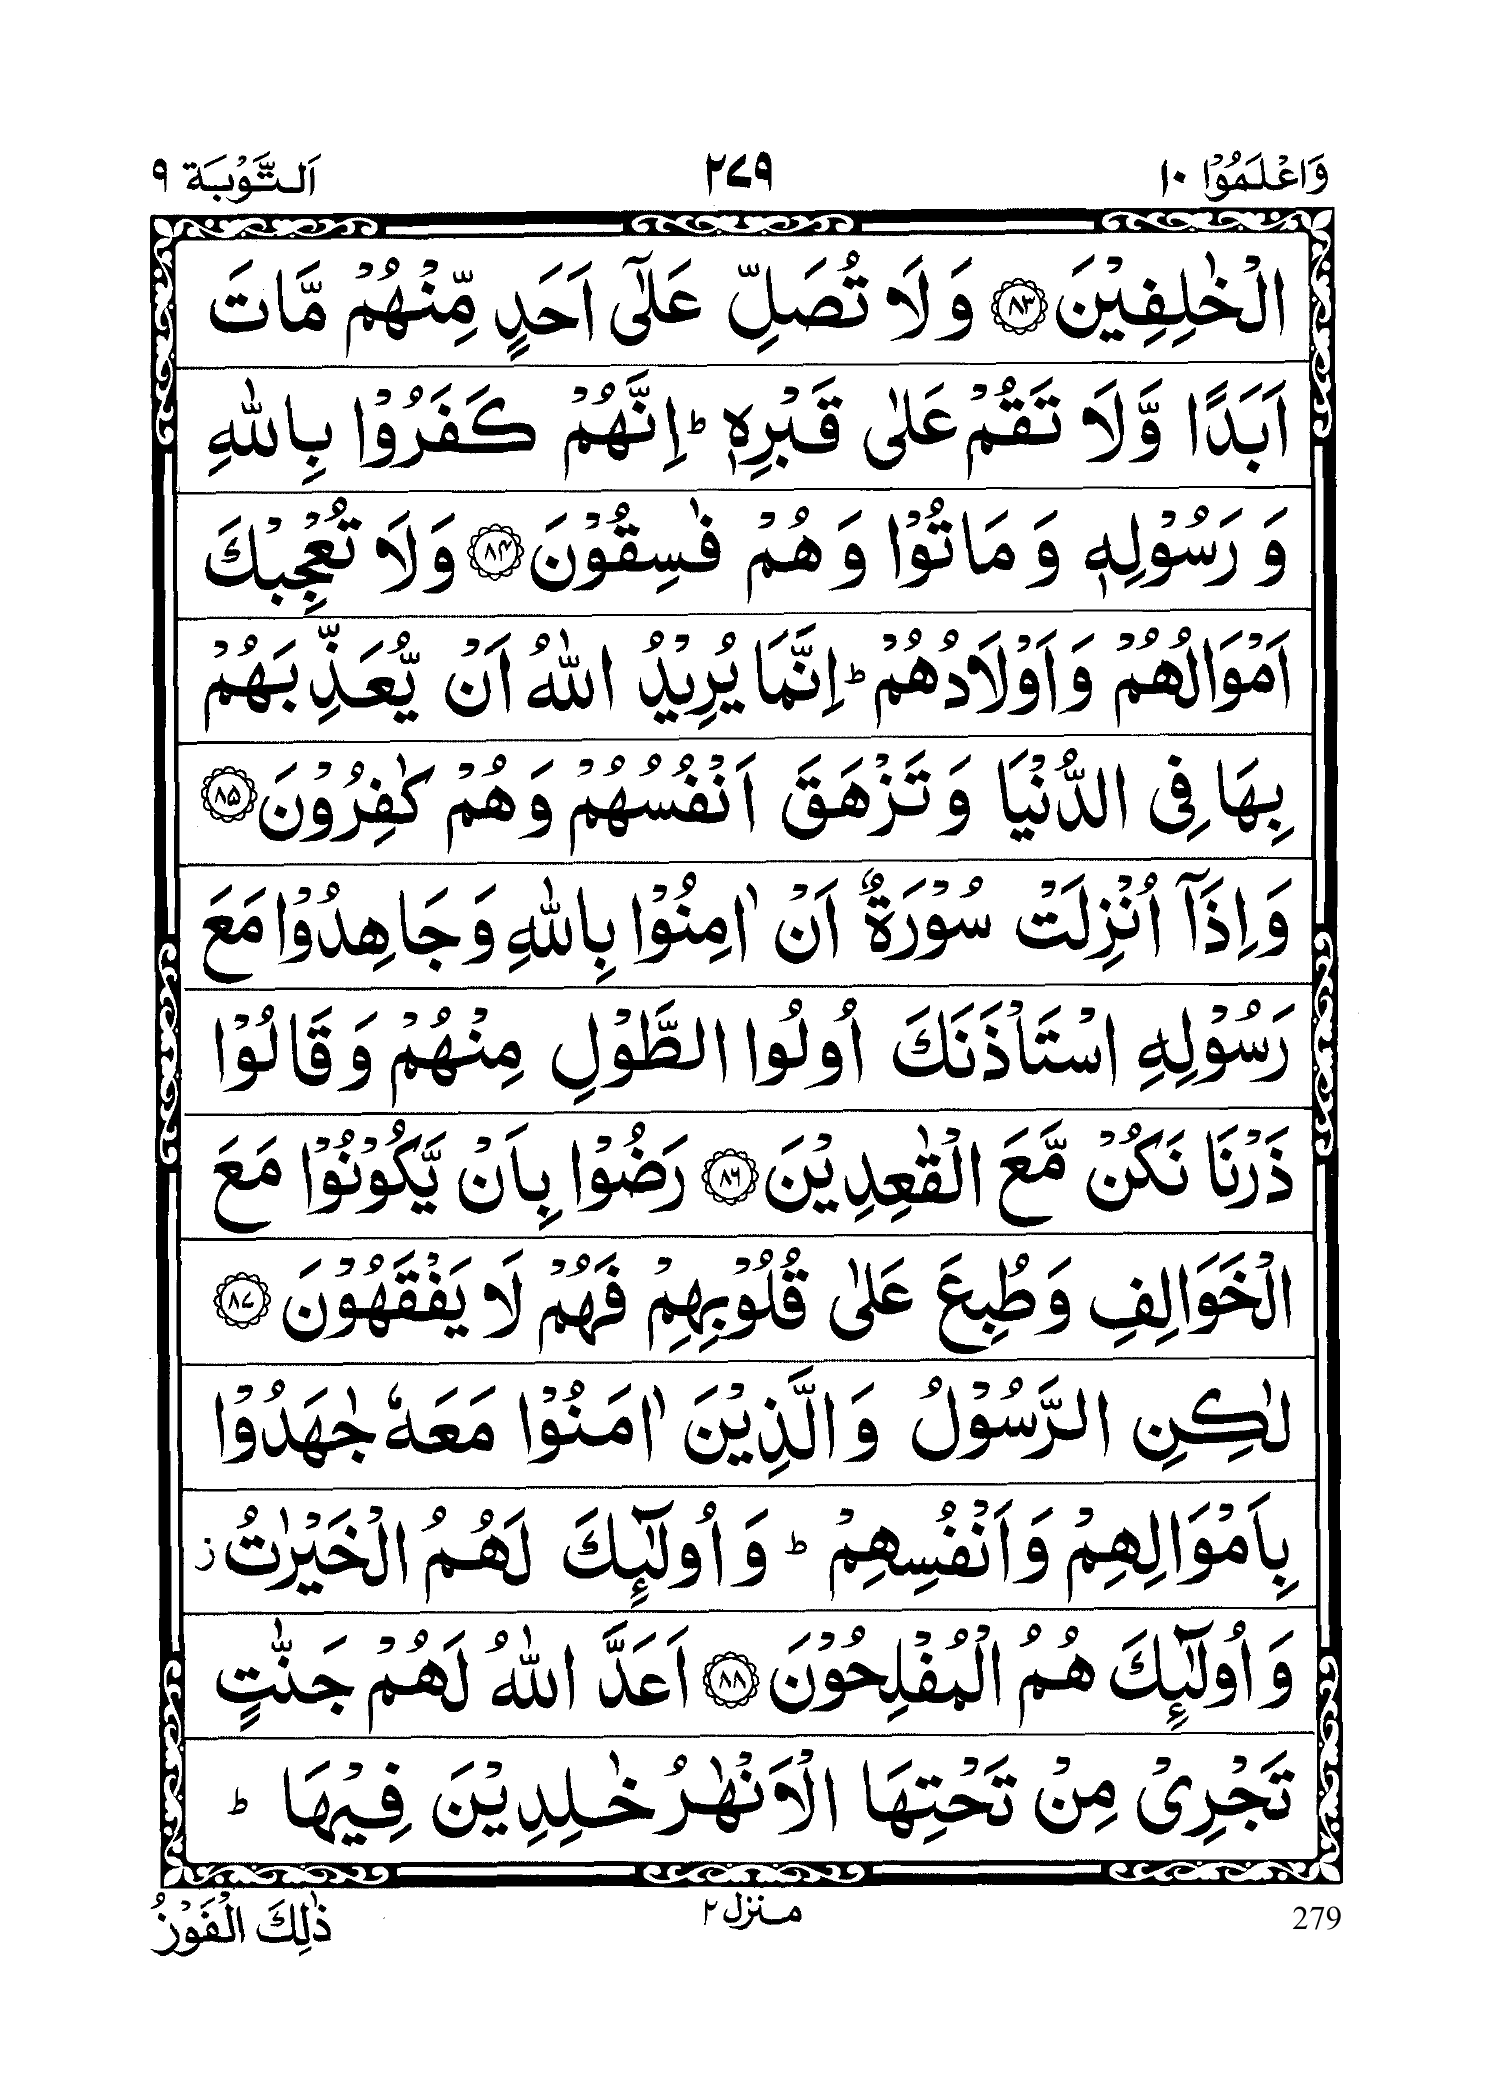 وَاعْلَمُوْٓا ١٠ ٢٧٩ اَلتَّوْبَة ٩
الْخٰلِفِيْنَ ﴿٨٣﴾ وَلَا تُصَلِّ عَلٰٓى اَحَدٍ مِّنْهُمْ مَّاتَ
اَبَدًا وَّلَا تَقُمْ عَلٰى قَبْرِهٖ ؕ اِنَّهُمْ كَفَرُوْا بِاللّٰهِ
وَرَسُوْلِهٖ وَمَاتُوْا وَهُمْ فٰسِقُوْنَ ﴿٨٤﴾ وَلَا تُعْجِبْكَ
اَمْوَالُهُمْ وَاَوْلَادُهُمْ ؕ اِنَّمَا يُرِيْدُ اللّٰهُ اَنْ يُّعَذِّبَهُمْ
بِهَا فِى الدُّنْيَا وَتَزْهَقَ اَنْفُسُهُمْ وَهُمْ كٰفِرُوْنَ ﴿٨٥﴾
وَاِذَآ اُنْزِلَتْ سُوْرَةٌ اَنْ اٰمِنُوْا بِاللّٰهِ وَجَاهِدُوْا مَعَ
رَسُوْلِهِ اسْتَاْذَنَكَ اُولُوا الطَّوْلِ مِنْهُمْ وَقَالُوْا
ذَرْنَا نَكُنْ مَّعَ الْقٰعِدِيْنَ ﴿٨٦﴾ رَضُوْا بِاَنْ يَّكُوْنُوْا مَعَ
الْخَوَالِفِ وَطُبِعَ عَلٰى قُلُوْبِهِمْ فَهُمْ لَا يَفْقَهُوْنَ ﴿٨٧﴾
لٰكِنِ الرَّسُوْلُ وَالَّذِيْنَ اٰمَنُوْا مَعَهٗ جٰهَدُوْا
بِاَمْوَالِهِمْ وَاَنْفُسِهِمْ ؕ وَاُولٰٓئِكَ لَهُمُ الْخَيْرٰتُ ز
وَاُولٰٓئِكَ هُمُ الْمُفْلِحُوْنَ ﴿٨٨﴾ اَعَدَّ اللّٰهُ لَهُمْ جَنّٰتٍ
تَجْرِىْ مِنْ تَحْتِهَا الْاَنْهٰرُ خٰلِدِيْنَ فِيْهَا ؕ
279 منزل ٢ ذٰلِكَ الْفَوْزُ